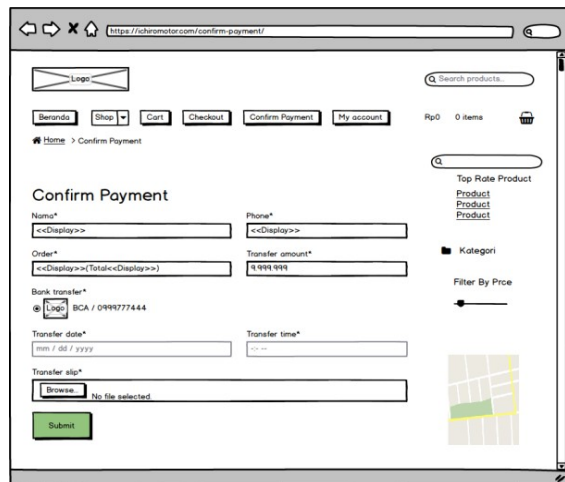 https://ichiromotor.com/confirm-payment/
Logo
Search products..
Beranda Shop Cart Checkout Confirm Payment My account Rp0 0 items
Home > Confirm Payment
Top Rate Product
Product
Product
Product
Kategori
Filter By Prce
Confirm Payment
Nama* Phone*
<<Display>> <<Display>>
Order* Transfer amount*
<<Display>>(Total<<Display>>) 9.999.999
Bank transfer*
Logo BCA / 0999777444
Transfer date* Transfer time*
mm / dd / yyyy -:- --
Transfer slip*
Browse.. No file selected.
Submit